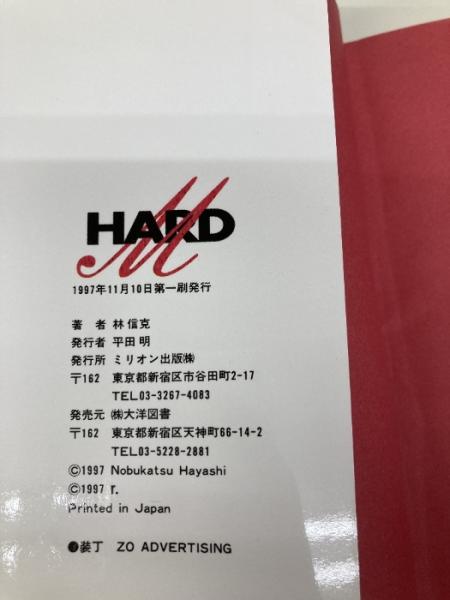 HARD
M
1997年11月10日第一刷発行
著　者　林 信克
発行者　平田 明
発行所　ミリオン出版㈱
〒162　東京都新宿区市谷田町2-17
TEL03-3267-4083
発売元　㈱大洋図書
〒162　東京都新宿区天神町66-14-2
TEL03-5228-2881
©1997 Nobukatsu Hayashi
©1997 r.
Printed in Japan
装丁　ZO ADVERTISING